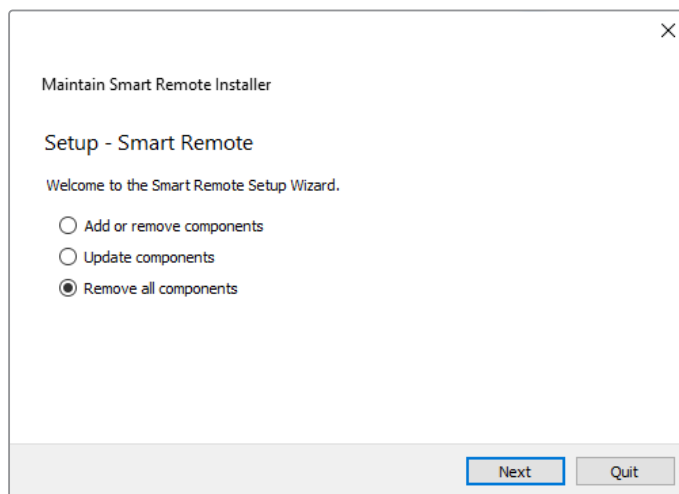 Maintain Smart Remote Installer
Setup - Smart Remote
Welcome to the Smart Remote Setup Wizard.
Add or remove components
Update components
Remove all components
Next Quit